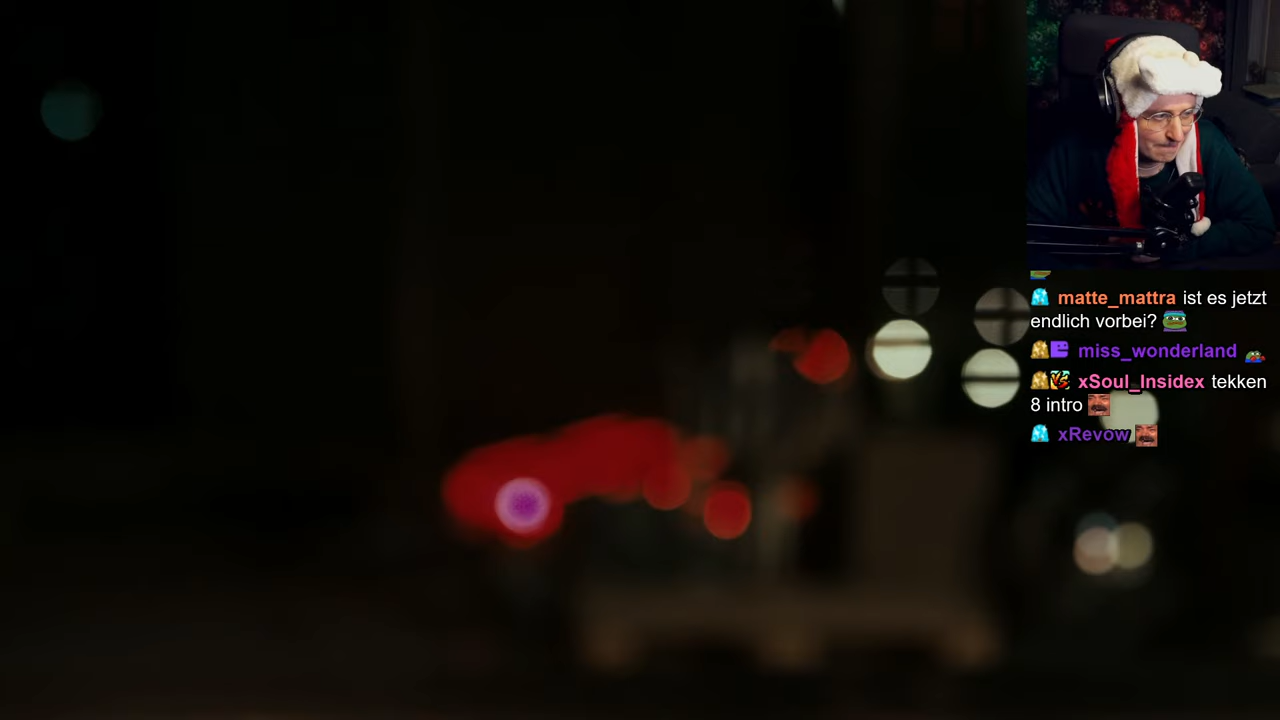 matte_mattra ist es jetzt
endlich vorbei?
miss_wonderland
xSoul_Insidex tekken
8 intro
xRevow